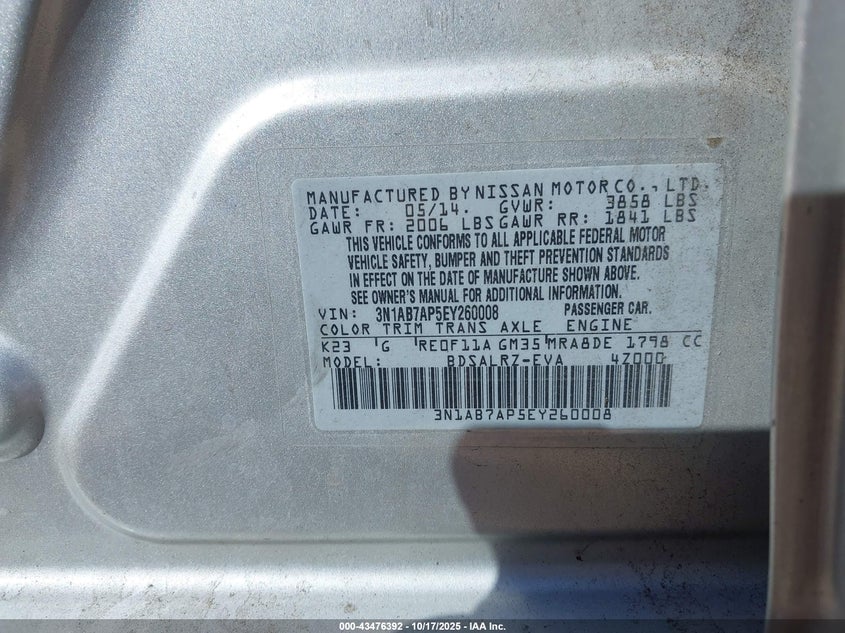 MANUFACTURED BY NISSAN MOTOR CO., LTD.
DATE: 05/14. GVWR: 3858 LBS
GAWR FR: 2006 LBS GAWR RR: 1841 LBS
THIS VEHICLE CONFORMS TO ALL APPLICABLE FEDERAL MOTOR
VEHICLE SAFETY, BUMPER AND THEFT PREVENTION STANDARDS
IN EFFECT ON THE DATE OF MANUFACTURE SHOWN ABOVE.
SEE OWNER'S MANUAL FOR ADDITIONAL INFORMATION.
VIN: 3N1AB7AP5EY260008 PASSENGER CAR.
COLOR TRIM TRANS AXLE ENGINE
K23 G RE0F11A GM35 MRA8DE 1798 CC
MODEL: BDSALRZ-EVA 4Z000
3N1AB7AP5EY260008
000-43476392 - 10/17/2025 - IAA Inc.